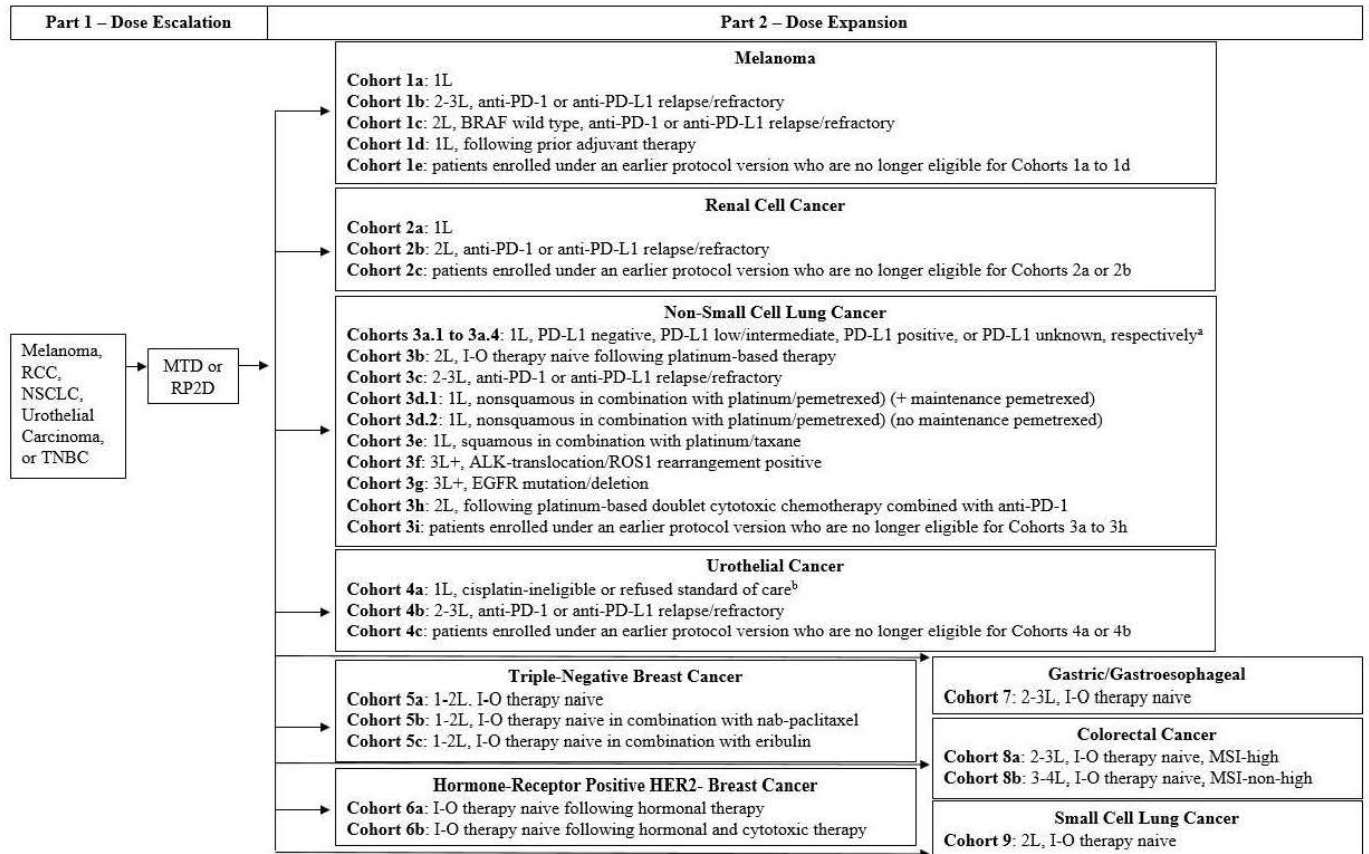 Part 1 – Dose Escalation
Part 2 – Dose Expansion
Melanoma,
RCC,
NSCLC,
Urothelial
Carcinoma,
or TNBC
MTD or
RP2D
Melanoma
Cohort 1a: 1L
Cohort 1b: 2-3L, anti-PD-1 or anti-PD-L1 relapse/refractory
Cohort 1c: 2L, BRAF wild type, anti-PD-1 or anti-PD-L1 relapse/refractory
Cohort 1d: 1L, following prior adjuvant therapy
Cohort 1e: patients enrolled under an earlier protocol version who are no longer eligible for Cohorts 1a to 1d
Renal Cell Cancer
Cohort 2a: 1L
Cohort 2b: 2L, anti-PD-1 or anti-PD-L1 relapse/refractory
Cohort 2c: patients enrolled under an earlier protocol version who are no longer eligible for Cohorts 2a or 2b
Non-Small Cell Lung Cancer
Cohorts 3a.1 to 3a.4: 1L, PD-L1 negative, PD-L1 low/intermediate, PD-L1 positive, or PD-L1 unknown, respectivelyᵃ
Cohort 3b: 2L, I-O therapy naive following platinum-based therapy
Cohort 3c: 2-3L, anti-PD-1 or anti-PD-L1 relapse/refractory
Cohort 3d.1: 1L, nonsquamous in combination with platinum/pemetrexed) (+ maintenance pemetrexed)
Cohort 3d.2: 1L, nonsquamous in combination with platinum/pemetrexed) (no maintenance pemetrexed)
Cohort 3e: 1L, squamous in combination with platinum/taxane
Cohort 3f: 3L+, ALK-translocation/ROS1 rearrangement positive
Cohort 3g: 3L+, EGFR mutation/deletion
Cohort 3h: 2L, following platinum-based doublet cytotoxic chemotherapy combined with anti-PD-1
Cohort 3i: patients enrolled under an earlier protocol version who are no longer eligible for Cohorts 3a to 3h
Urothelial Cancer
Cohort 4a: 1L, cisplatin-ineligible or refused standard of careᵇ
Cohort 4b: 2-3L, anti-PD-1 or anti-PD-L1 relapse/refractory
Cohort 4c: patients enrolled under an earlier protocol version who are no longer eligible for Cohorts 4a or 4b
Triple-Negative Breast Cancer
Cohort 5a: 1-2L. I-O therapy naive
Cohort 5b: 1-2L, I-O therapy naive in combination with nab-paclitaxel
Cohort 5c: 1-2L, I-O therapy naive in combination with eribulin
Hormone-Receptor Positive HER2- Breast Cancer
Cohort 6a: I-O therapy naive following hormonal therapy
Cohort 6b: I-O therapy naive following hormonal and cytotoxic therapy
Gastric/Gastroesophageal
Cohort 7: 2-3L, I-O therapy naive
Colorectal Cancer
Cohort 8a: 2-3L, I-O therapy naive, MSI-high
Cohort 8b: 3-4L, I-O therapy naive, MSI-non-high
Small Cell Lung Cancer
Cohort 9: 2L, I-O therapy naive